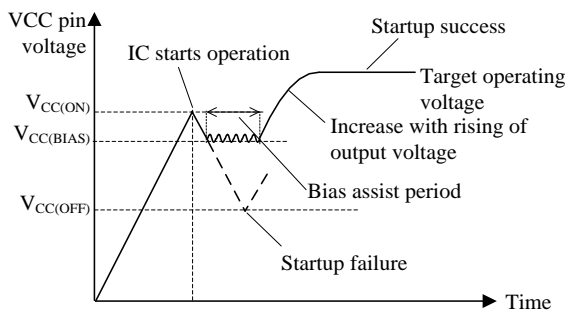 VCC pin
voltage
Startup success
IC starts operation
Target operating
voltage
VCC(ON)
Increase with rising of
output voltage
VCC(BIAS)
Bias assist period
VCC(OFF)
Startup failure
Time